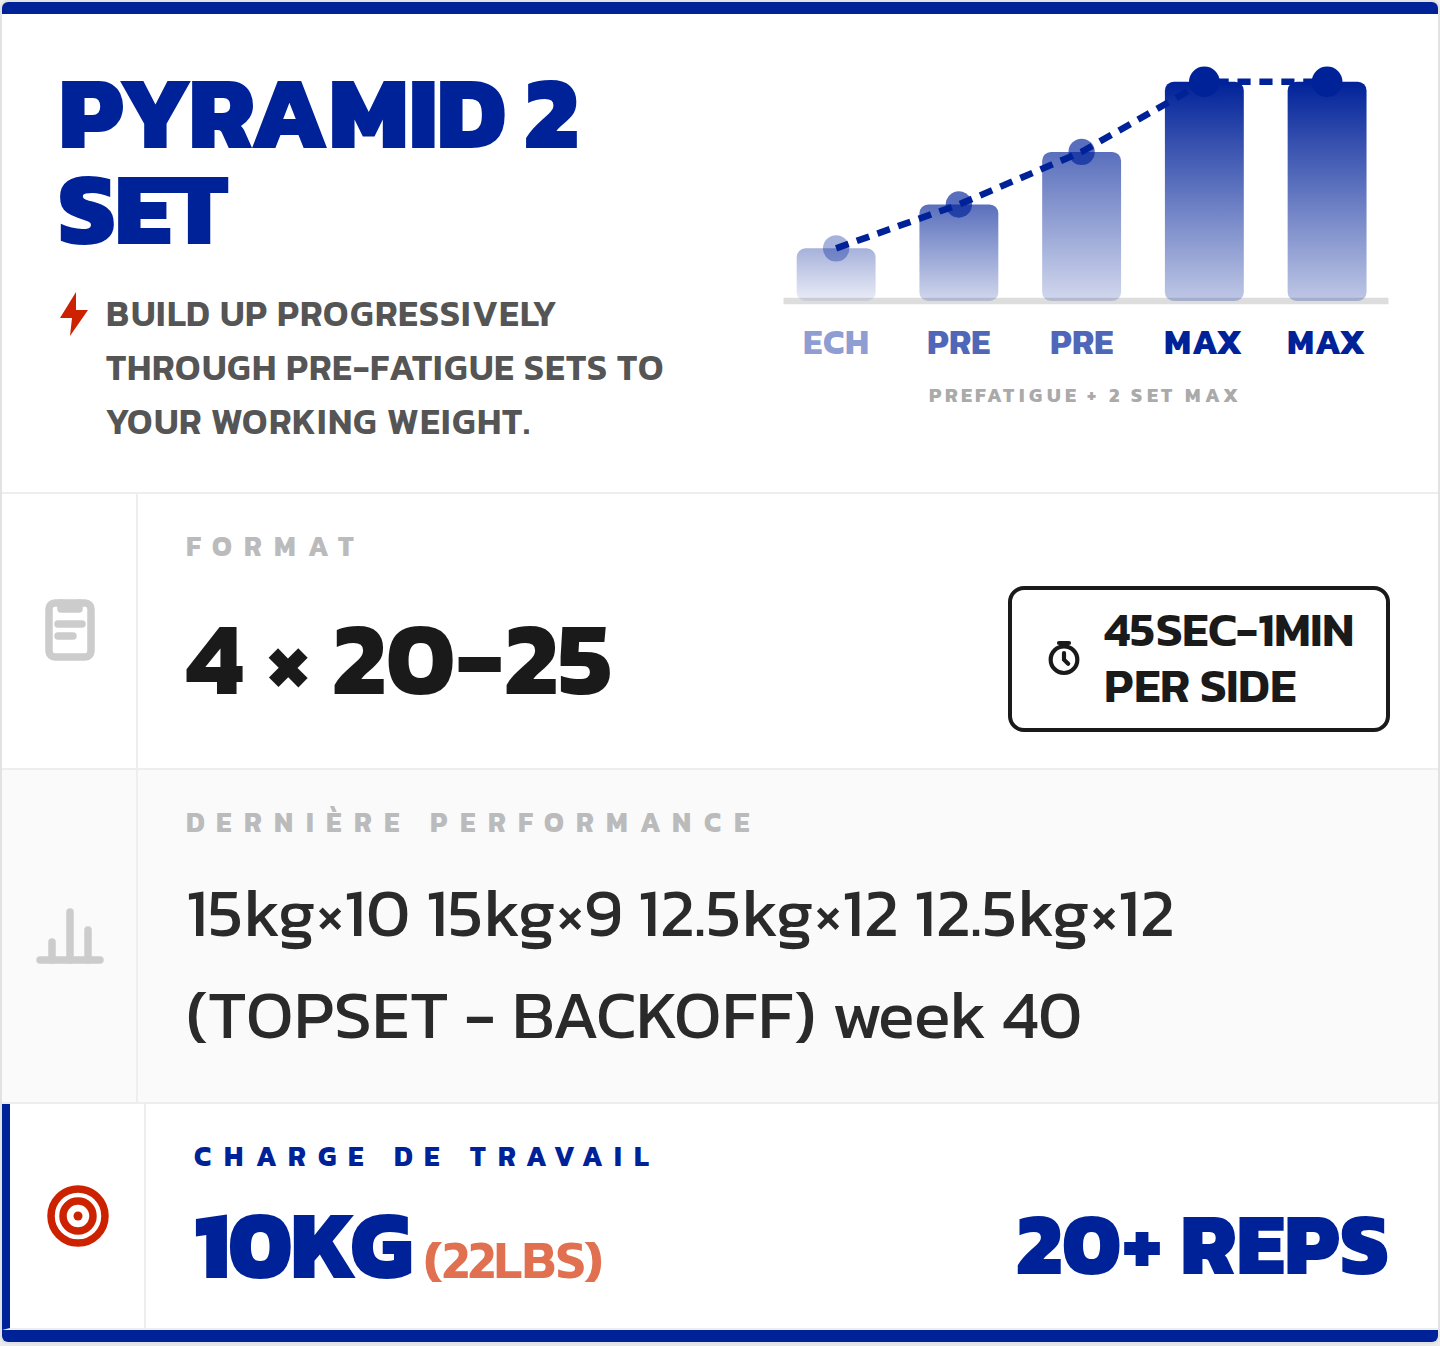 PYRAMID 2
SET
BUILD UP PROGRESSIVELY
THROUGH PRE-FATIGUE SETS TO
YOUR WORKING WEIGHT.
ECH PRE PRE MAX MAX
PREFATIGUE + 2 SET MAX
FORMAT
4 × 20–25
45SEC–1MIN
PER SIDE
DERNIÈRE PERFORMANCE
15kg×10 15kg×9 12.5kg×12 12.5kg×12
(TOPSET – BACKOFF) week 40
CHARGE DE TRAVAIL
10KG (22LBS)
20+ REPS